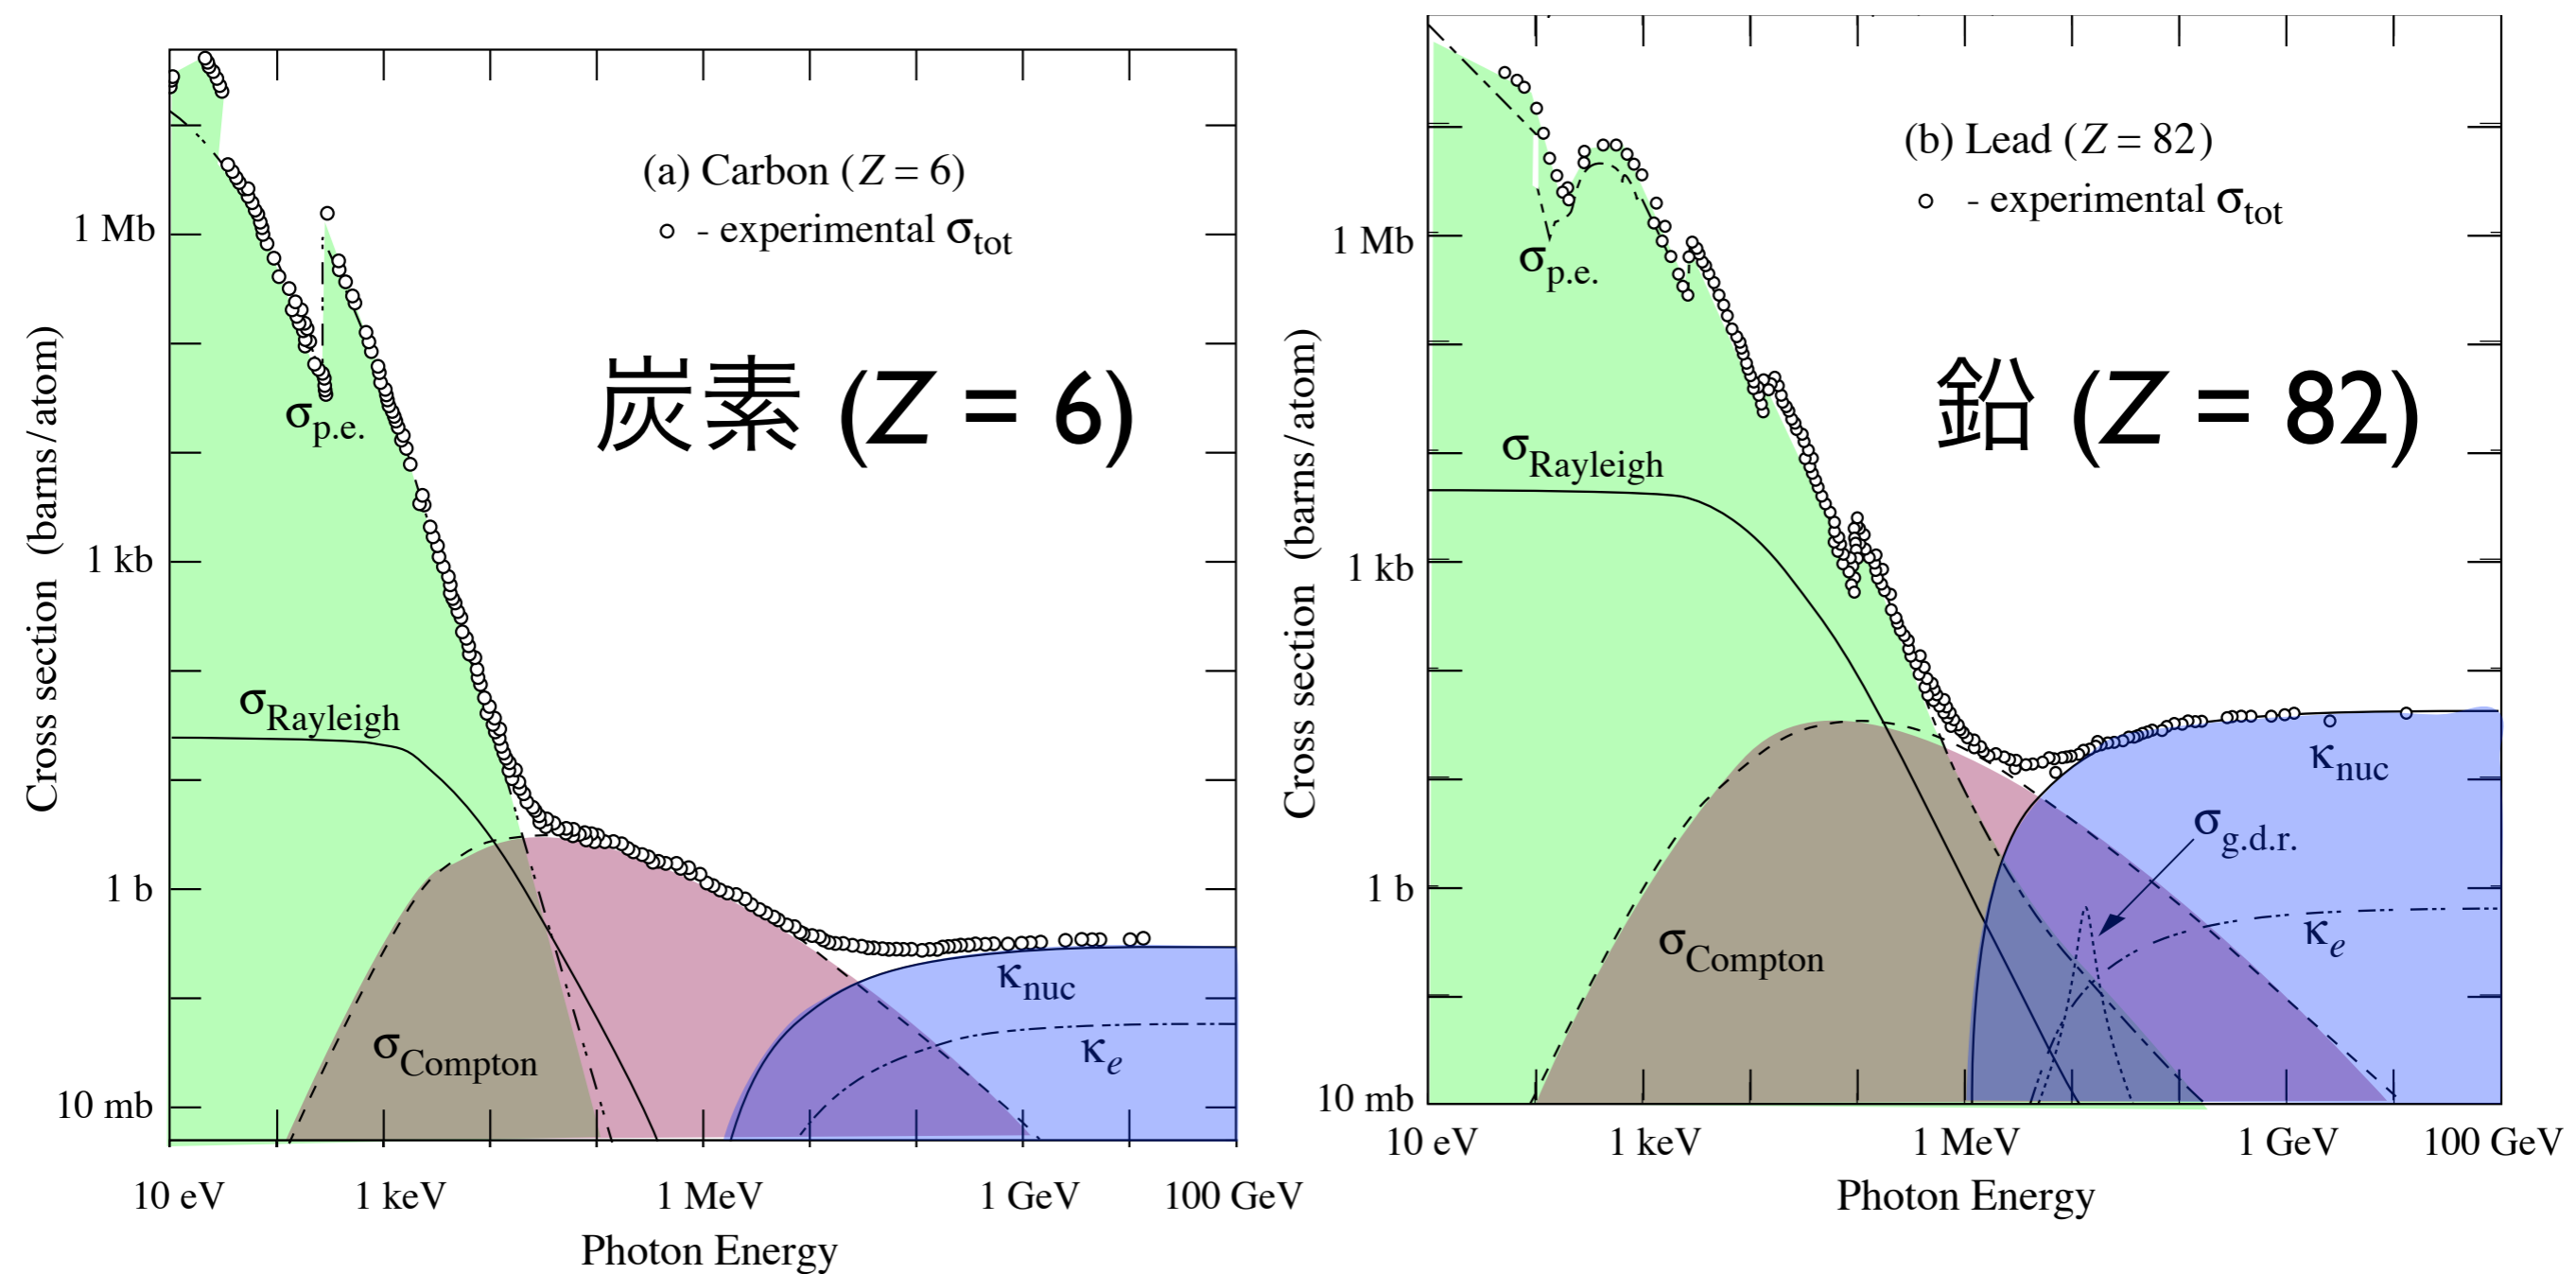 (a) Carbon (Z = 6)
- experimental σtot
炭素 (Z = 6)
Cross section (barns/atom)
1 Mb
1 kb
1 b
10 mb
σp.e.
σRayleigh
σCompton
κnuc
κe
10 eV 1 keV 1 MeV 1 GeV 100 GeV
Photon Energy
(b) Lead (Z = 82)
- experimental σtot
鉛 (Z = 82)
Cross section (barns/atom)
1 Mb
1 kb
1 b
10 mb
σp.e.
σRayleigh
κnuc
σg.d.r.
σCompton
κe
10 eV 1 keV 1 MeV 1 GeV 100 GeV
Photon Energy